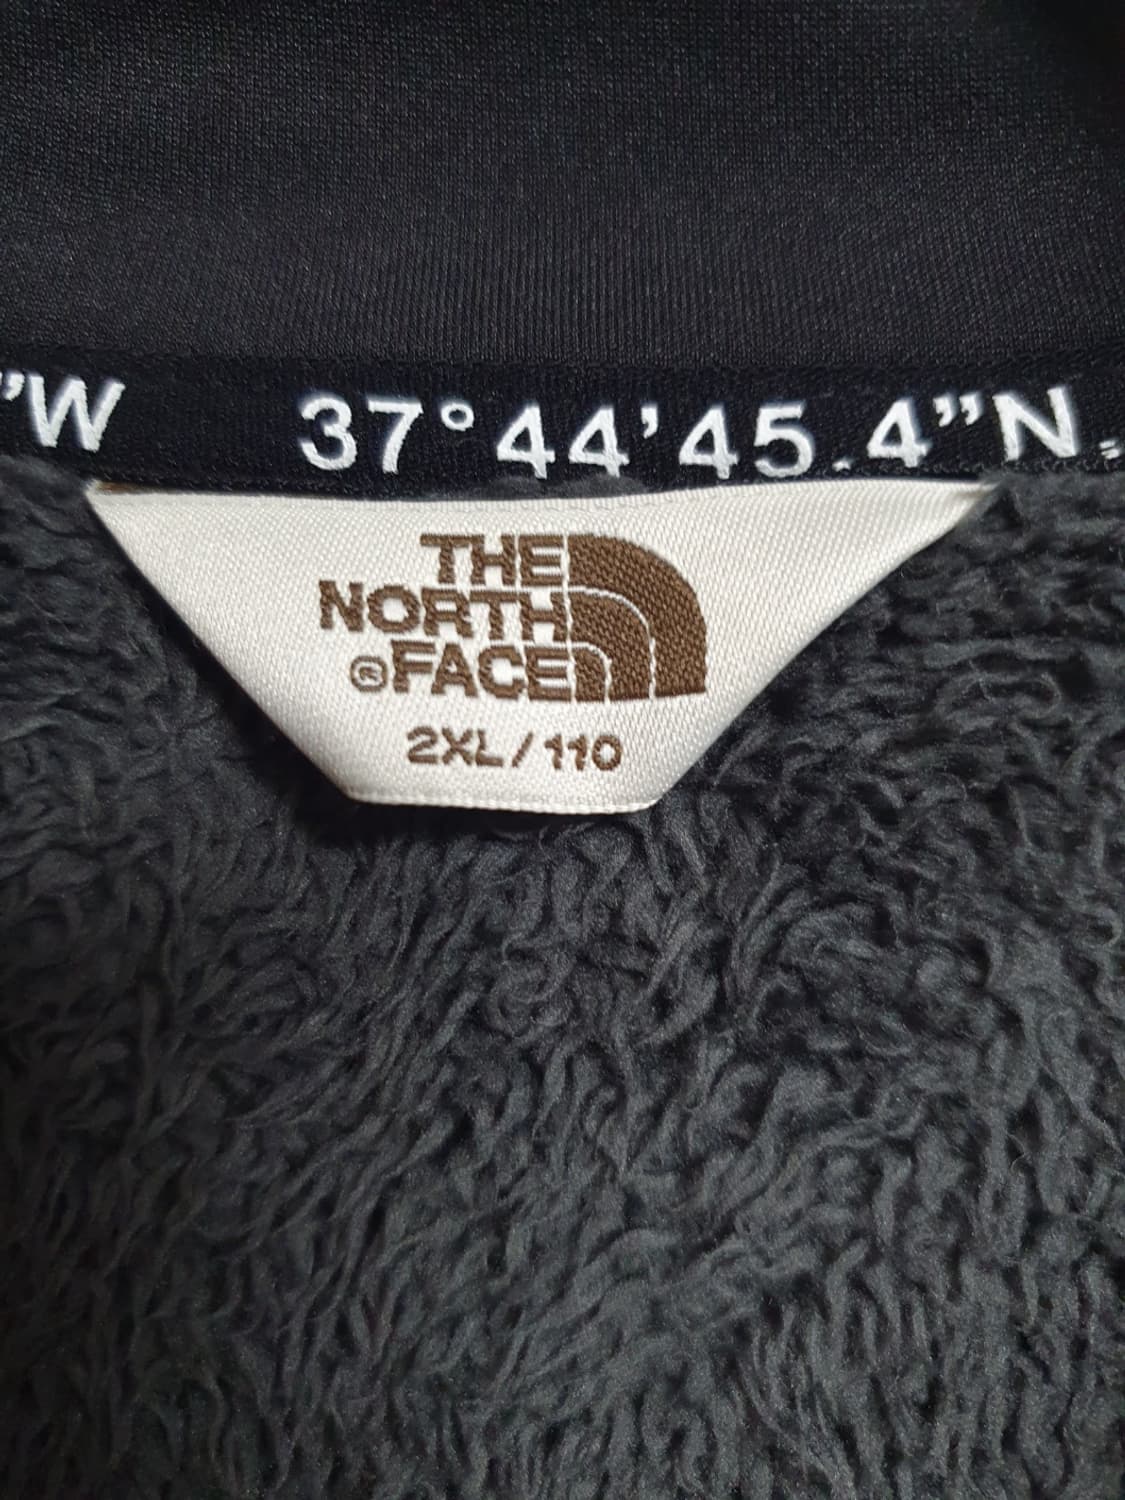 "W 37°44'45.4"N,
THE
NORTH
®FACE
2XL/110